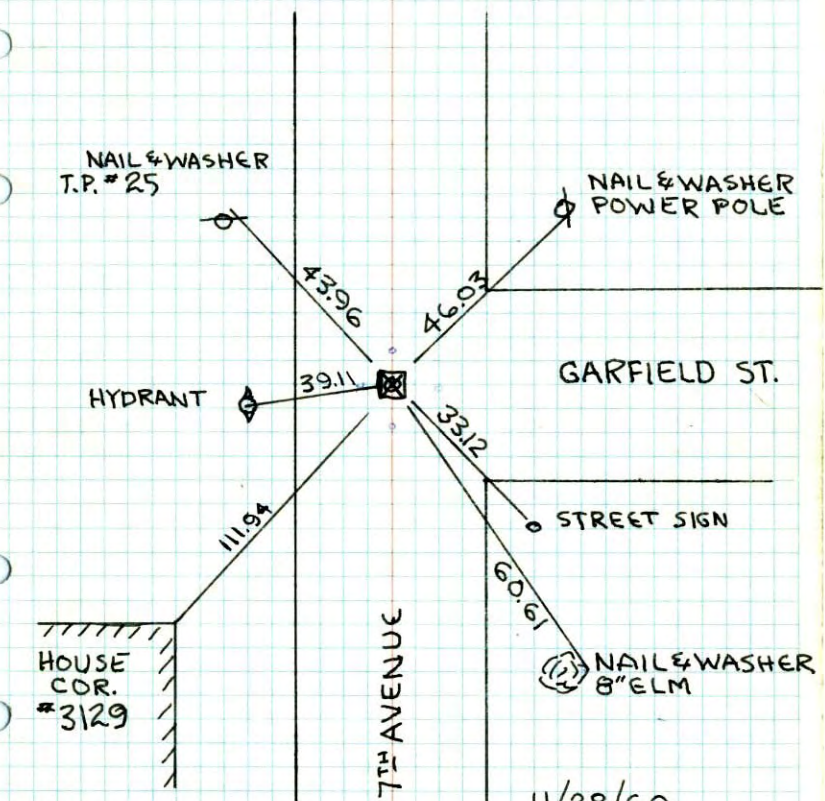 NAIL & WASHER
T.P. # 25
NAIL & WASHER
POWER POLE
43.96
46.03
HYDRANT
39.11
GARFIELD ST.
33.12
111.94
STREET SIGN
60.61
HOUSE
COR.
#3129
NAIL & WASHER
8" ELM
7TH AVENUE